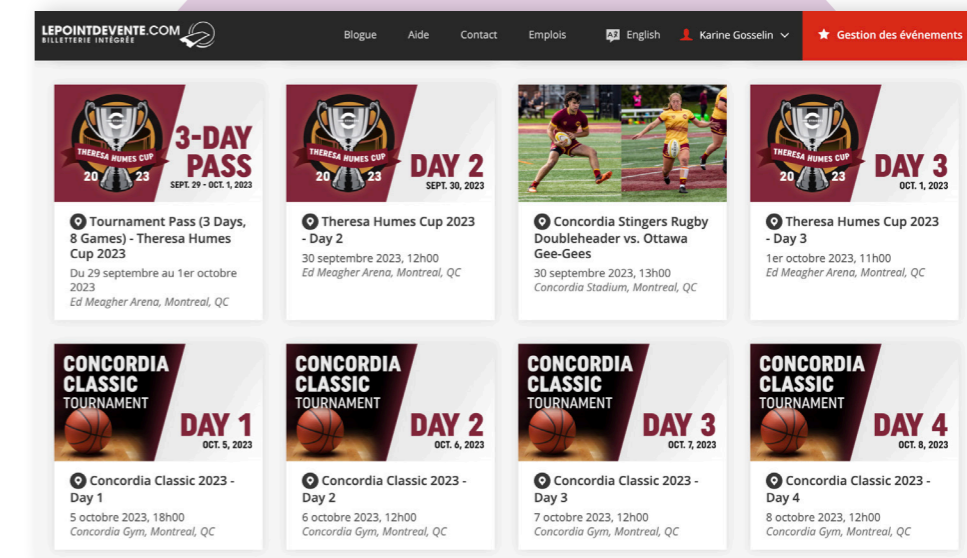 LEPOINTDEVENTE.COM
BILLETTERIE INTÉGRÉE
Blogue Aide Contact Emplois English Karine Gosselin Gestion des événements
THERESA HUMES CUP
20 23
3-DAY
PASS
SEPT. 29 - OCT. 1, 2023
Tournament Pass (3 Days,
8 Games) - Theresa Humes
Cup 2023
Du 29 septembre au 1er octobre
2023
Ed Meagher Arena, Montreal, QC
THERESA HUMES CUP
20 23
DAY 2
SEPT. 30, 2023
Theresa Humes Cup 2023
- Day 2
30 septembre 2023, 12h00
Ed Meagher Arena, Montreal, QC
Concordia Stingers Rugby
Doubleheader vs. Ottawa
Gee-Gees
30 septembre 2023, 13h00
Concordia Stadium, Montreal, QC
THERESA HUMES CUP
20 23
DAY 3
OCT. 1, 2023
Theresa Humes Cup 2023
- Day 3
1er octobre 2023, 11h00
Ed Meagher Arena, Montreal, QC
CONCORDIA
CLASSIC
TOURNAMENT
DAY 1
OCT. 5, 2023
Concordia Classic 2023 -
Day 1
5 octobre 2023, 18h00
Concordia Gym, Montreal, QC
CONCORDIA
CLASSIC
TOURNAMENT
DAY 2
OCT. 6, 2023
Concordia Classic 2023 -
Day 2
6 octobre 2023, 12h00
Concordia Gym, Montreal, QC
CONCORDIA
CLASSIC
TOURNAMENT
DAY 3
OCT. 7, 2023
Concordia Classic 2023 -
Day 3
7 octobre 2023, 12h00
Concordia Gym, Montreal, QC
CONCORDIA
CLASSIC
TOURNAMENT
DAY 4
OCT. 8, 2023
Concordia Classic 2023 -
Day 4
8 octobre 2023, 12h00
Concordia Gym, Montreal, QC